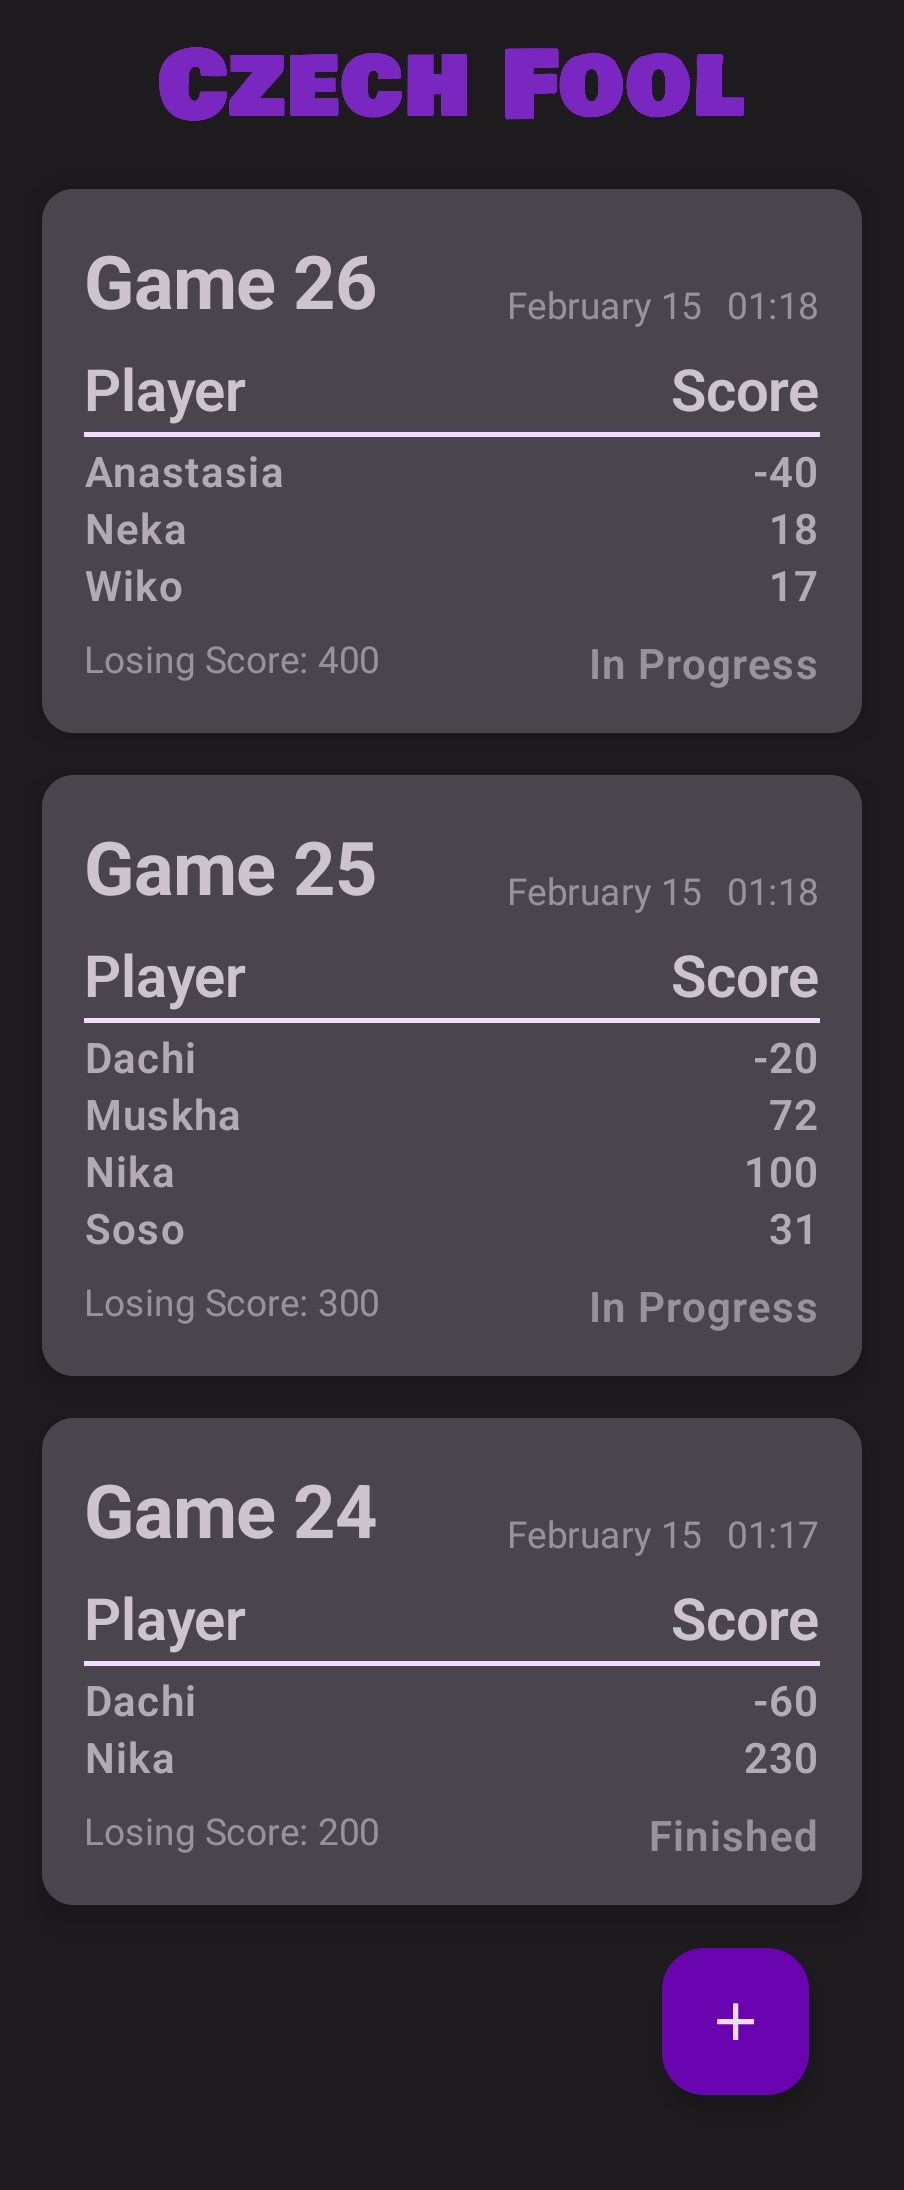 Czech Fool
Game 26 February 15 01:18
Player Score
Anastasia -40
Neka 18
Wiko 17
Losing Score: 400 In Progress
Game 25 February 15 01:18
Player Score
Dachi -20
Muskha 72
Nika 100
Soso 31
Losing Score: 300 In Progress
Game 24 February 15 01:17
Player Score
Dachi -60
Nika 230
Losing Score: 200 Finished
+